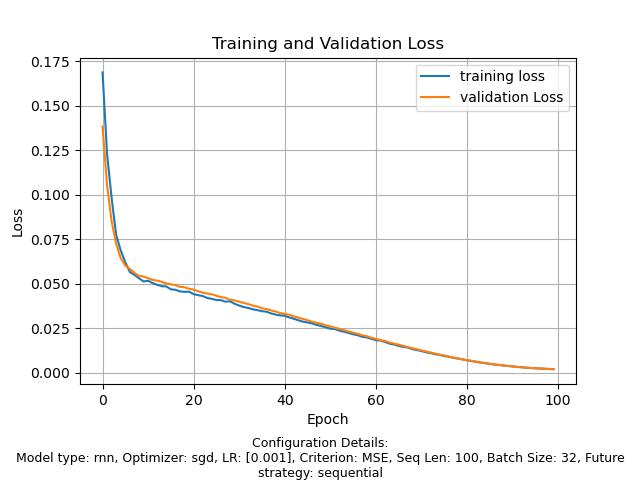 Training and Validation Loss
0.175
0.150
0.125
0.100
0.075
0.050
0.025
0.000
Loss
training loss
validation Loss
0 20 40 60 80 100
Epoch
Configuration Details:
Model type: rnn, Optimizer: sgd, LR: [0.001], Criterion: MSE, Seq Len: 100, Batch Size: 32, Future
strategy: sequential